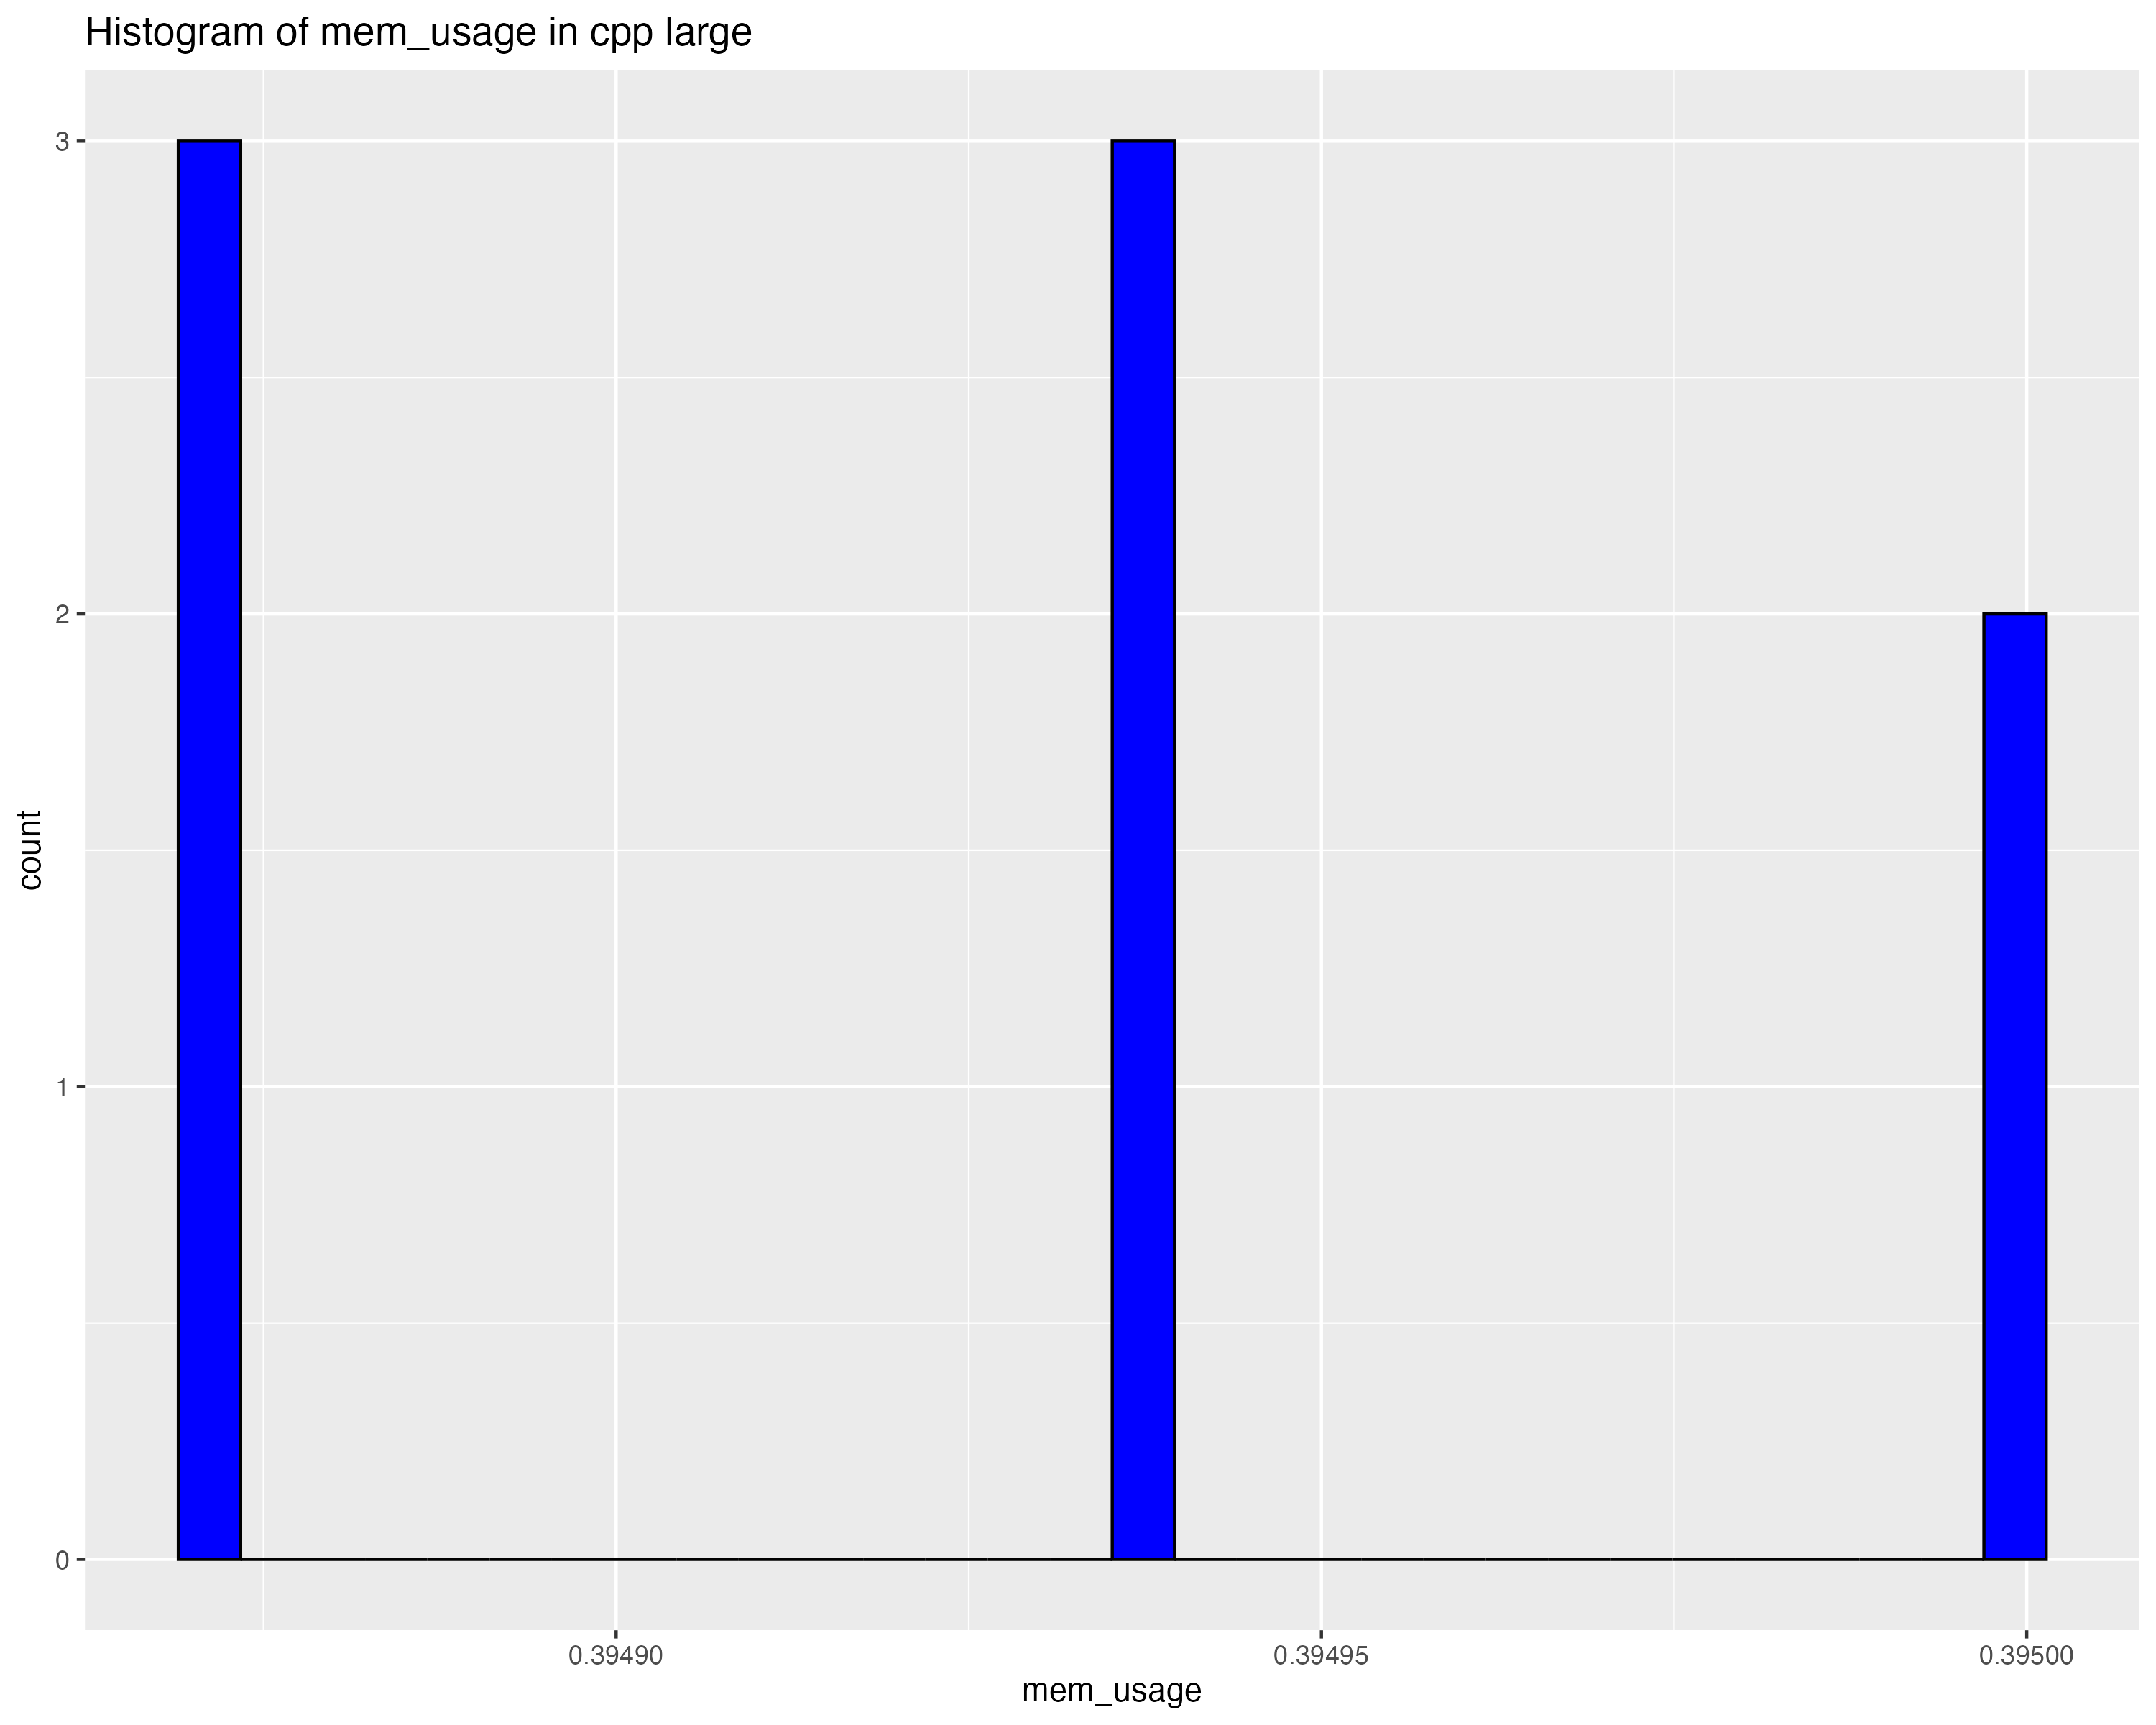 Histogram of mem_usage in cpp large
3
2
1
0
count
0.39490
0.39495
0.39500
mem_usage